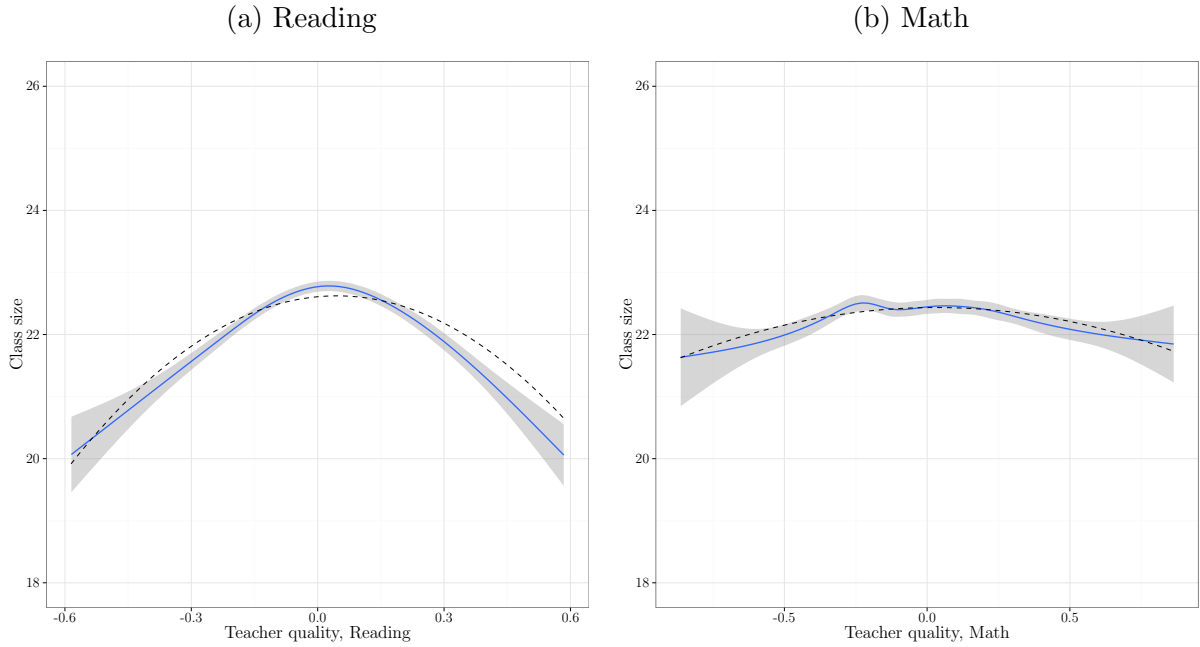 (a) Reading
26
24
22
20
18
Class size
-0.6 -0.3 0.0 0.3 0.6
Teacher quality, Reading
(b) Math
26
24
22
20
18
Class size
-0.5 0.0 0.5
Teacher quality, Math